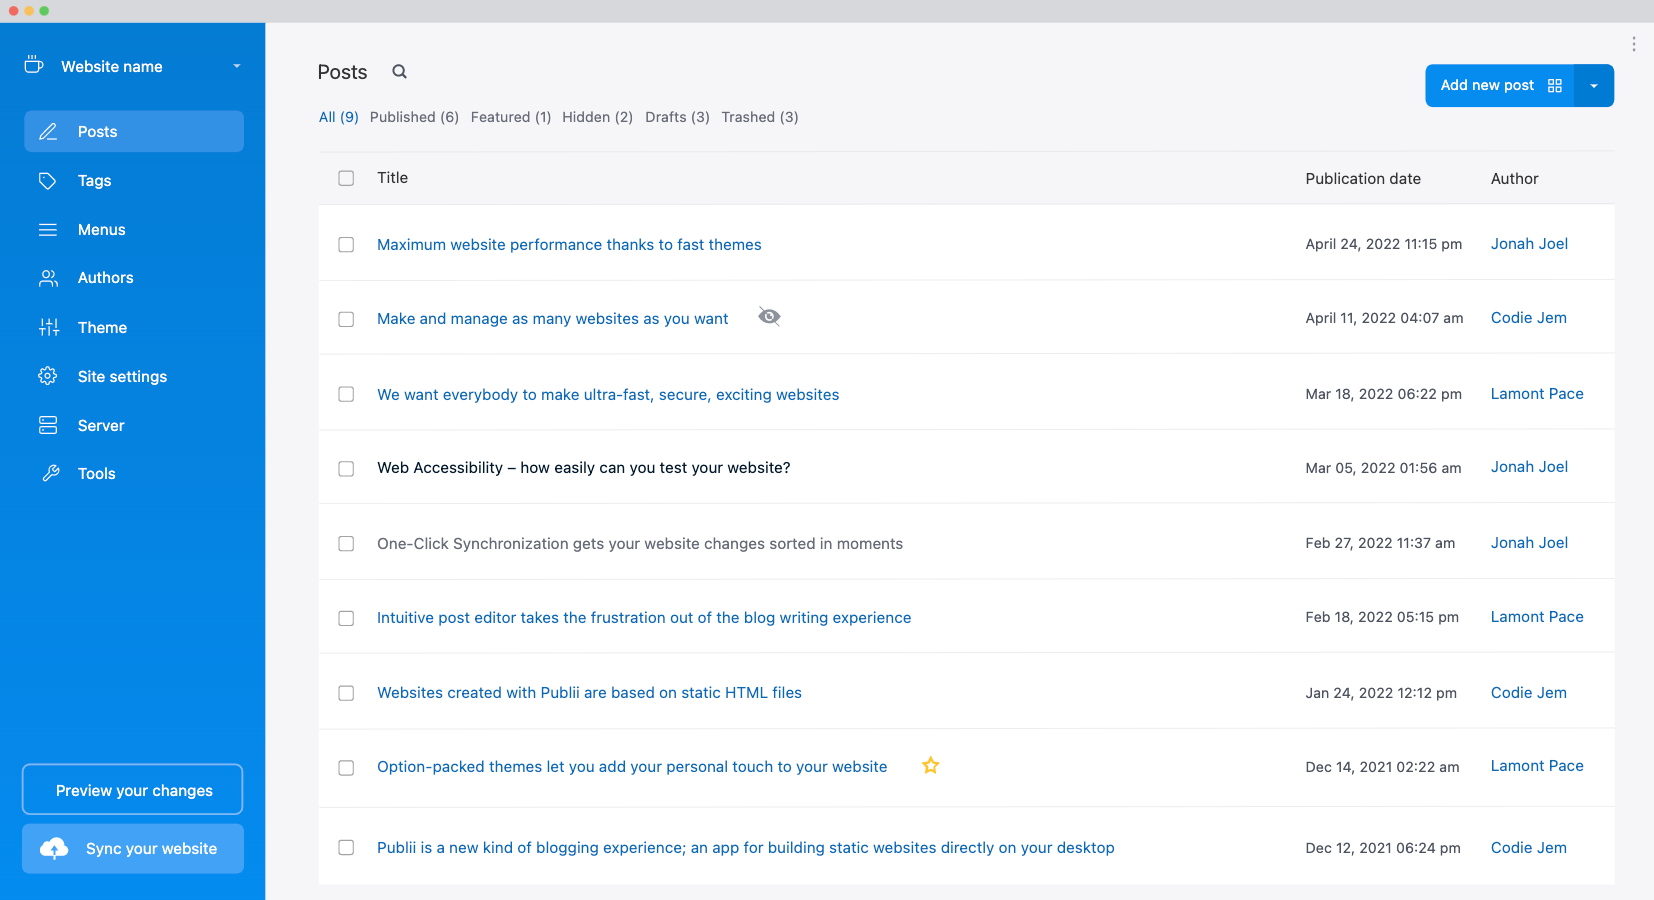 Website name
Posts
Tags
Menus
Authors
Theme
Site settings
Server
Tools
Preview your changes
Sync your website
Posts
Add new post
All (9) Published (6) Featured (1) Hidden (2) Drafts (3) Trashed (3)
Title Publication date Author
Maximum website performance thanks to fast themes April 24, 2022 11:15 pm Jonah Joel
Make and manage as many websites as you want April 11, 2022 04:07 am Codie Jem
We want everybody to make ultra-fast, secure, exciting websites Mar 18, 2022 06:22 pm Lamont Pace
Web Accessibility – how easily can you test your website? Mar 05, 2022 01:56 am Jonah Joel
One-Click Synchronization gets your website changes sorted in moments Feb 27, 2022 11:37 am Jonah Joel
Intuitive post editor takes the frustration out of the blog writing experience Feb 18, 2022 05:15 pm Lamont Pace
Websites created with Publii are based on static HTML files Jan 24, 2022 12:12 pm Codie Jem
Option-packed themes let you add your personal touch to your website Dec 14, 2021 02:22 am Lamont Pace
Publii is a new kind of blogging experience; an app for building static websites directly on your desktop Dec 12, 2021 06:24 pm Codie Jem